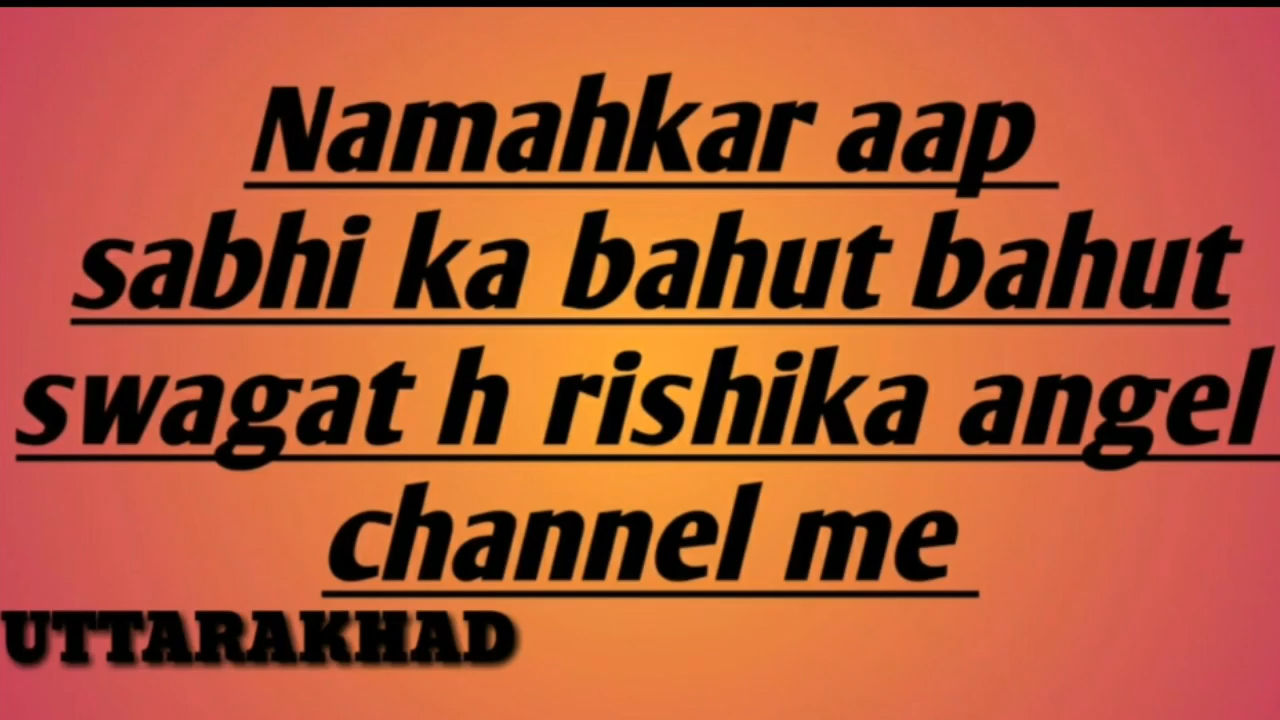 Namahkar aap
sabhi ka bahut bahut
swagat h rishika angel
channel me
UTTARAKHAD